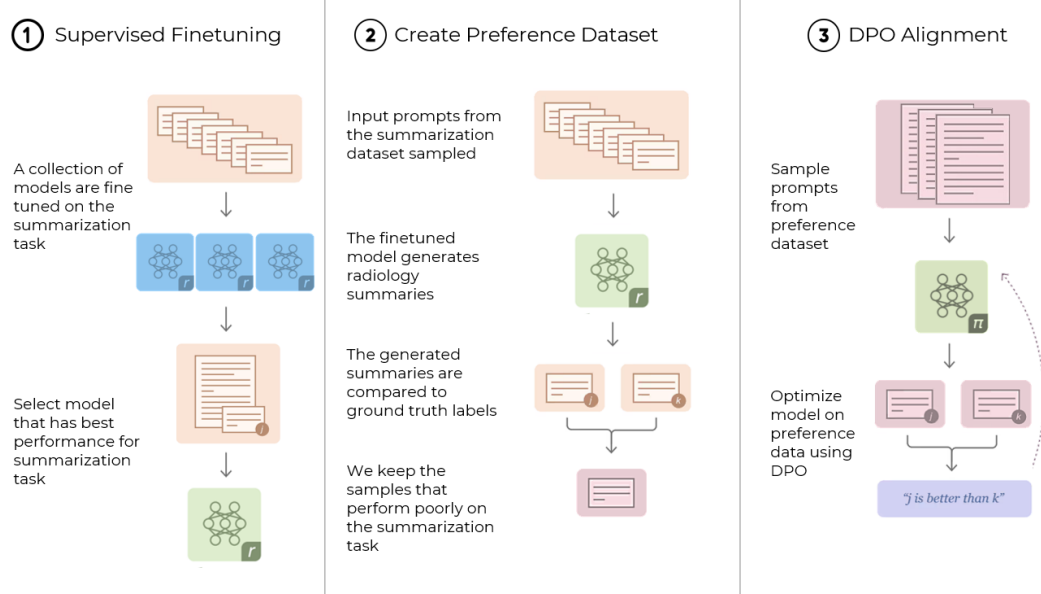 1 Supervised Finetuning
A collection of
models are fine
tuned on the
summarization
task
r r r
Select model
that has best
performance for
summarization
task
j
r
2 Create Preference Dataset
Input prompts from
the summarization
dataset sampled
The finetuned
model generates
radiology
summaries
r
The generated
summaries are
compared to
ground truth labels
j k
We keep the
samples that
perform poorly on
the summarization
task
3 DPO Alignment
Sample
prompts
from
preference
dataset
π
Optimize
model on
preference
data using
DPO
j k
“j is better than k”